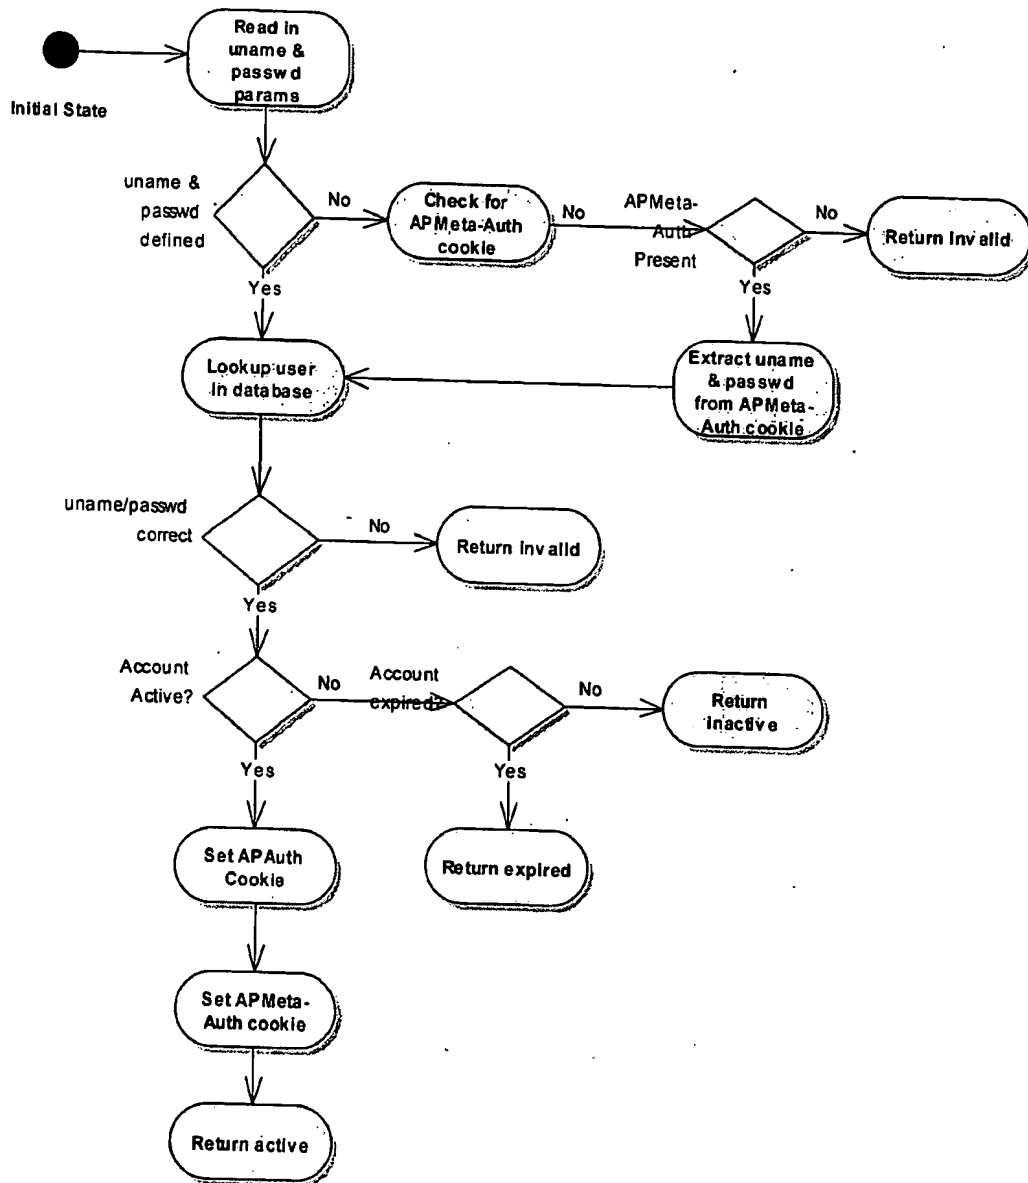 Read in
uname &
passwd
params
Initial State
uname &
passwd
defined
No
Check for
APMeta-Auth
cookie
No
APMeta-
Auth
Present
No
Return Invalid
Yes
Yes
Lookup user
in database
Extract uname
& passwd
from APMeta-
Auth cookie
uname/passwd
correct
No
Return invalid
Yes
Account
Active?
No
Account
expired?
No
Return
Inactive
Yes
Yes
Set APAuth
Cookie
Return expired
Set APMeta-
Auth cookie
Return active